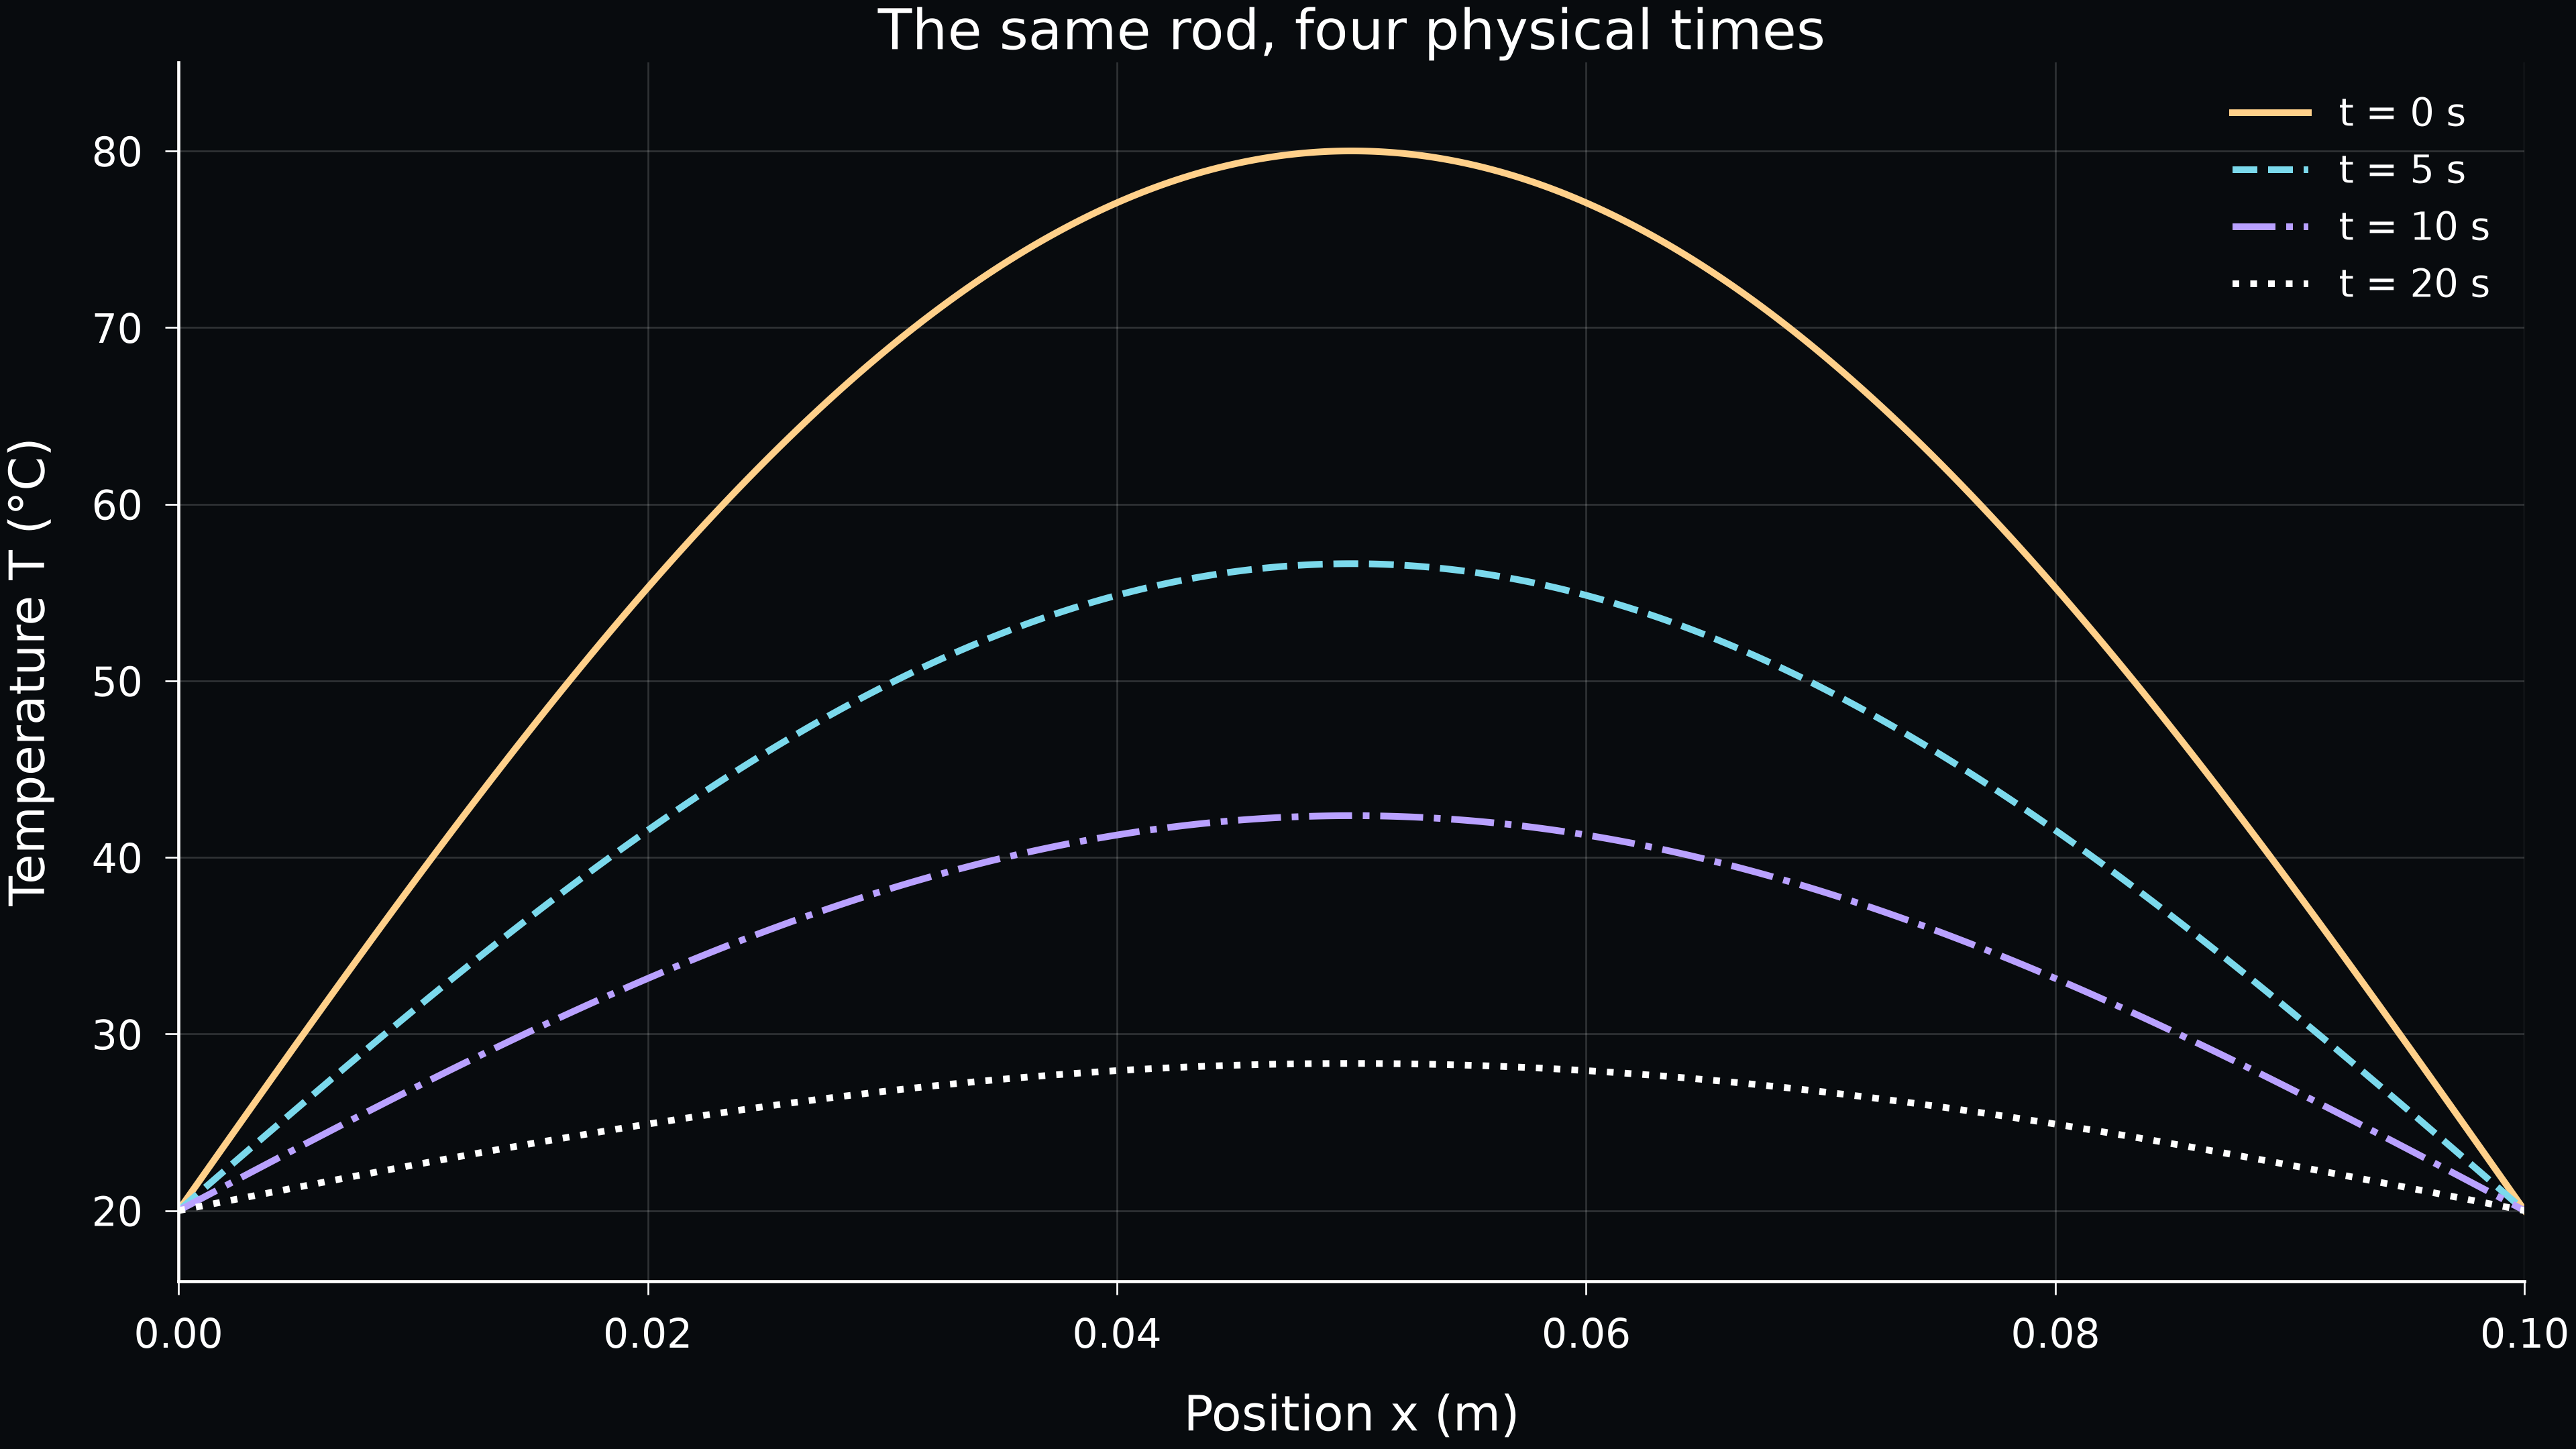 The same rod, four physical times
t = 0 s
t = 5 s
t = 10 s
t = 20 s
Temperature T (°C)
80
70
60
50
40
30
20
0.00 0.02 0.04 0.06 0.08 0.10
Position x (m)